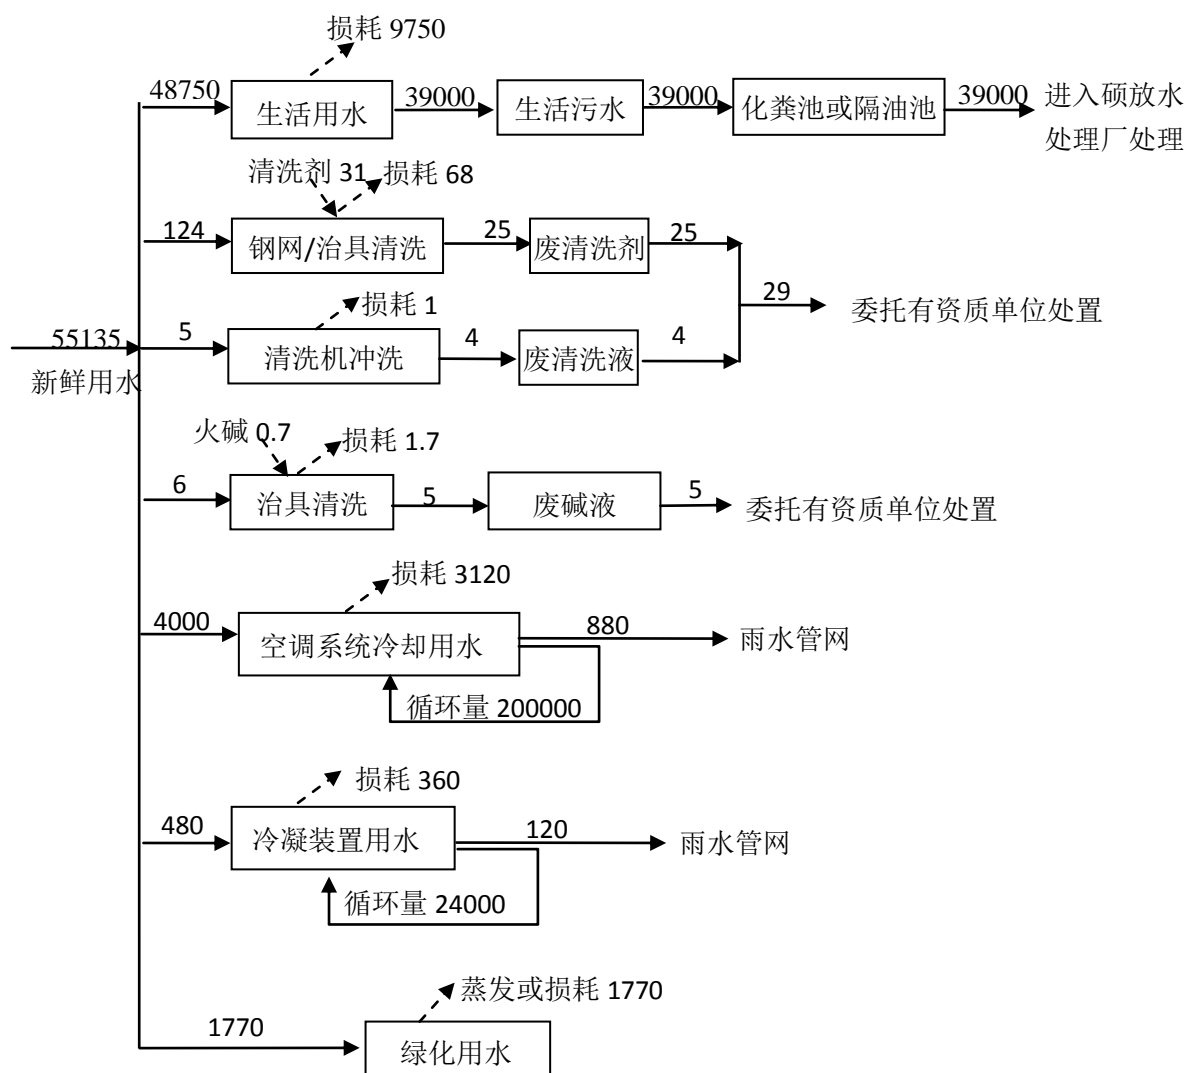 损耗 9750
48750
生活用水
39000
生活污水
39000
化粪池或隔油池
39000
进入硕放水
处理厂处理
清洗剂 31
损耗 68
124
钢网/治具清洗
25
废清洗剂
25
29
委托有资质单位处置
损耗 1
55135
新鲜用水
5
清洗机冲洗
4
废清洗液
4
火碱 0.7
损耗 1.7
6
治具清洗
5
废碱液
5
委托有资质单位处置
损耗 3120
4000
空调系统冷却用水
880
雨水管网
循环量 200000
损耗 360
480
冷凝装置用水
120
雨水管网
循环量 24000
蒸发或损耗 1770
1770
绿化用水